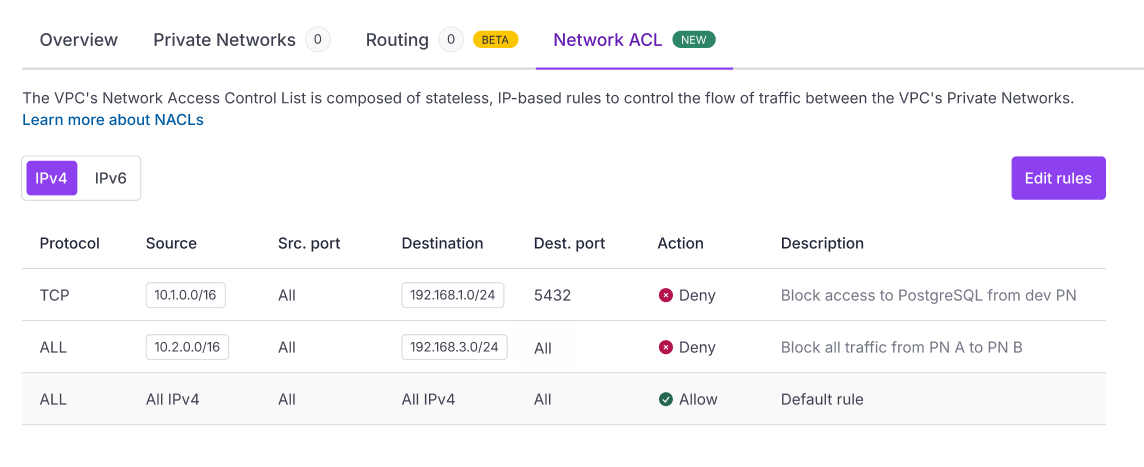 Overview Private Networks 0 Routing 0 BETA Network ACL NEW
The VPC's Network Access Control List is composed of stateless, IP-based rules to control the flow of traffic between the VPC's Private Networks.
Learn more about NACLs
IPv4 IPv6 Edit rules
Protocol Source Src. port Destination Dest. port Action Description
TCP 10.1.0.0/16 All 192.168.1.0/24 5432 Deny Block access to PostgreSQL from dev PN
ALL 10.2.0.0/16 All 192.168.3.0/24 All Deny Block all traffic from PN A to PN B
ALL All IPv4 All All IPv4 All Allow Default rule